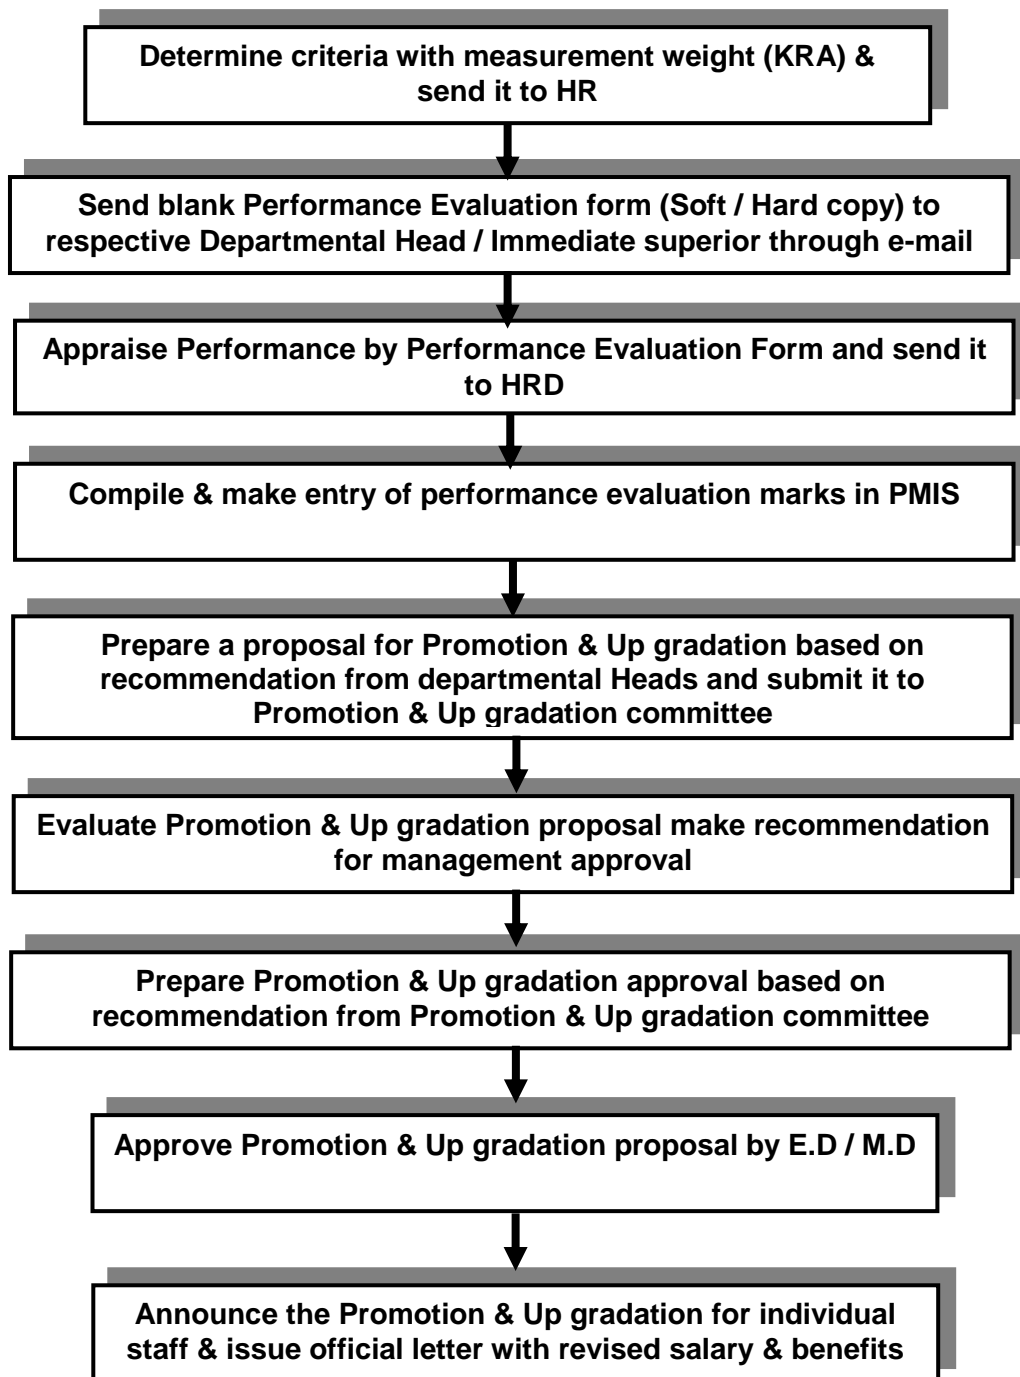 Determine criteria with measurement weight (KRA) &
send it to HR
Send blank Performance Evaluation form (Soft / Hard copy) to
respective Departmental Head / Immediate superior through e-mail
Appraise Performance by Performance Evaluation Form and send it
to HRD
Compile & make entry of performance evaluation marks in PMIS
Prepare a proposal for Promotion & Up gradation based on
recommendation from departmental Heads and submit it to
Promotion & Up gradation committee
Evaluate Promotion & Up gradation proposal make recommendation
for management approval
Prepare Promotion & Up gradation approval based on
recommendation from Promotion & Up gradation committee
Approve Promotion & Up gradation proposal by E.D / M.D
Announce the Promotion & Up gradation for individual
staff & issue official letter with revised salary & benefits